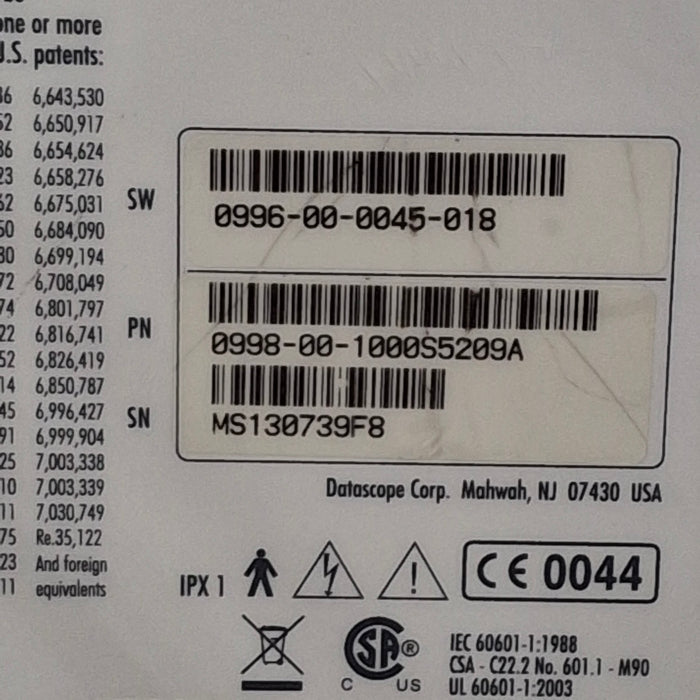 one or more
U.S. patents:
36 6,643,530
52 6,650,917
36 6,654,624
23 6,658,276
62 6,675,031
50 6,684,090
80 6,699,194
72 6,708,049
74 6,801,797
22 6,816,741
52 6,826,419
14 6,850,787
45 6,996,427
91 6,999,904
25 7,003,338
10 7,003,339
11 7,030,749
75 Re.35,122
23 And foreign
11 equivalents
SW
0996-00-0045-018
PN
0998-00-1000S5209A
SN
MS130739F8
Datascope Corp. Mahwah, NJ 07430 USA
IPX 1
CE 0044
SA®
C US
IEC 60601-1:1988
CSA - C22.2 No. 601.1 - M90
UL 60601-1:2003